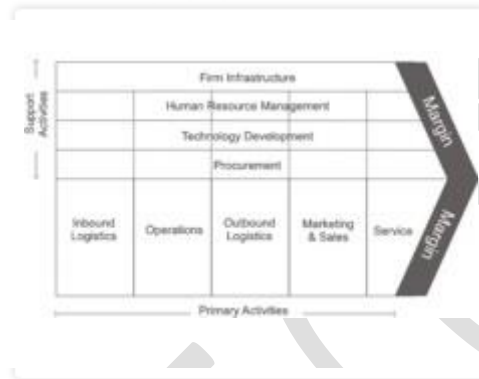 Support
Activities
Firm Infrastructure
Human Resource Management
Technology Development
Procurement
Inbound
Logistics
Operations
Outbound
Logistics
Marketing
& Sales
Service
Margin
Margin
Primary Activities